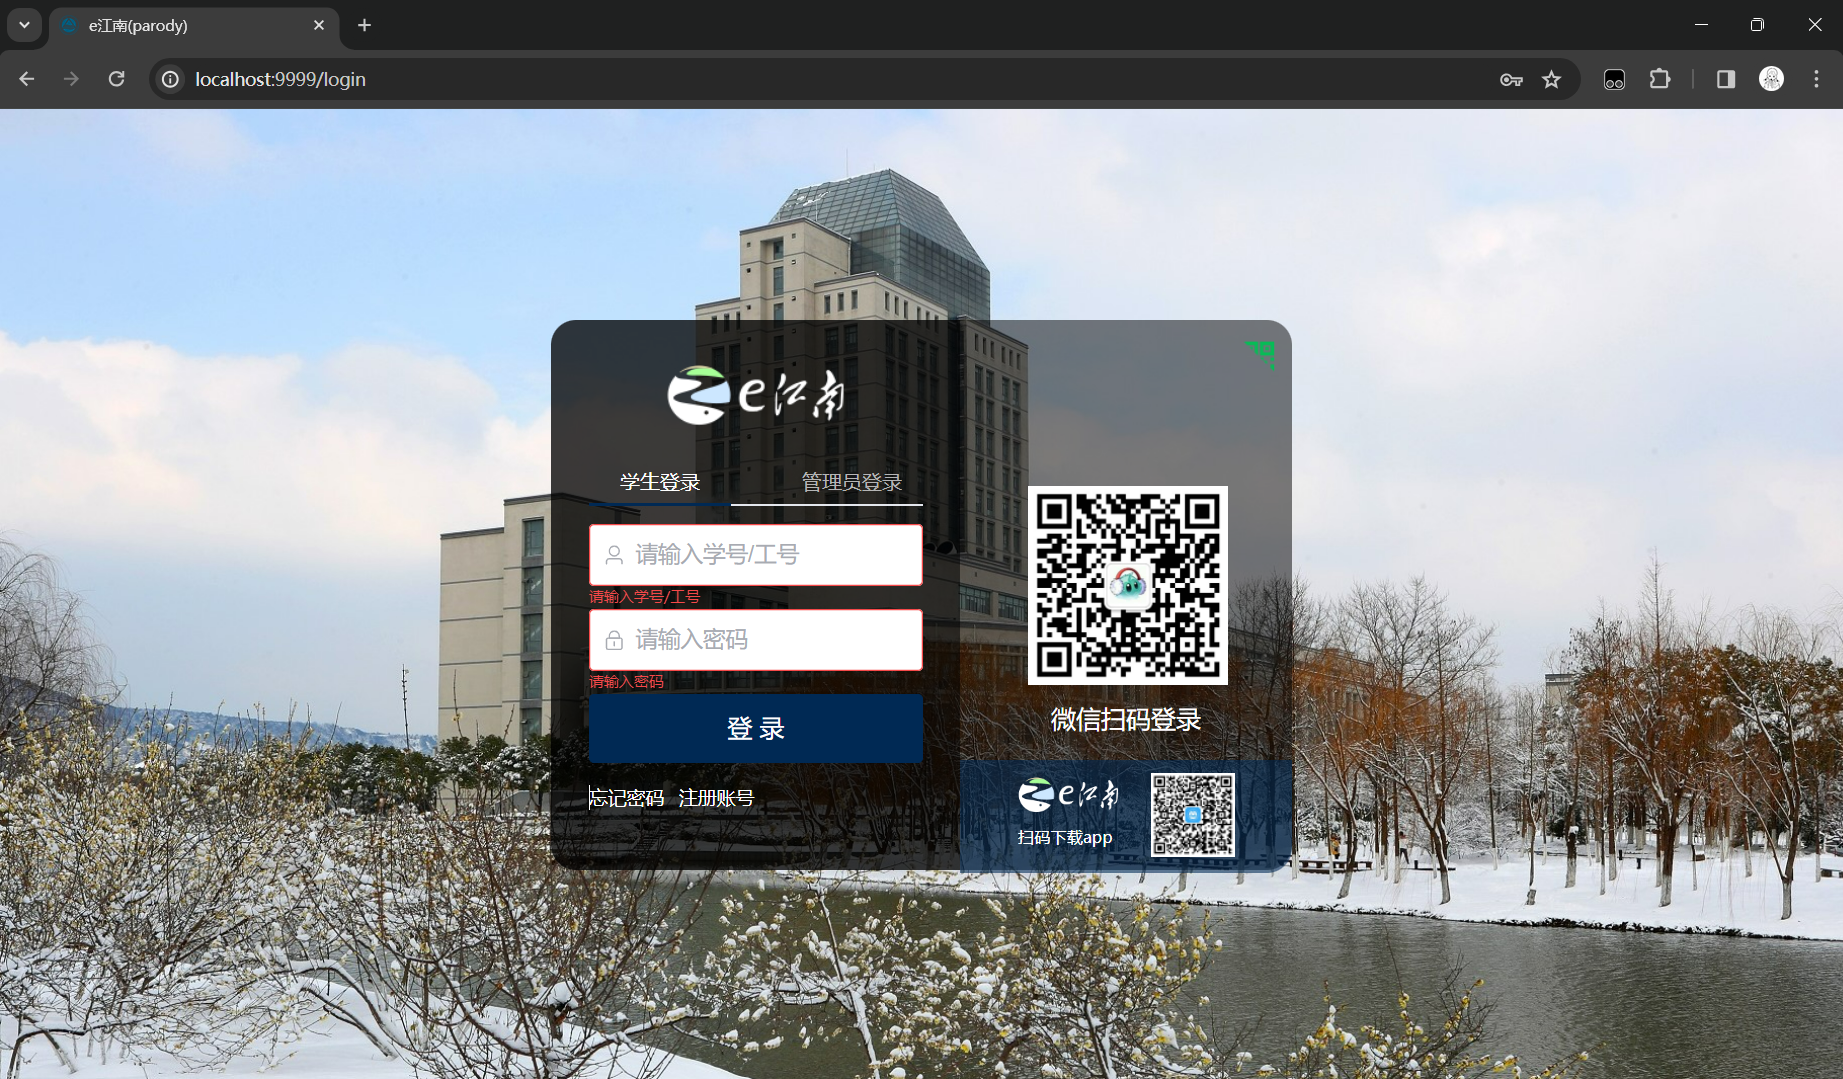 e江南(parody)
localhost:9999/login
e江南
学生登录
管理员登录
请输入学号/工号
请输入学号/工号
请输入密码
请输入密码
登 录
忘记密码
注册账号
微信扫码登录
e江南
扫码下载app